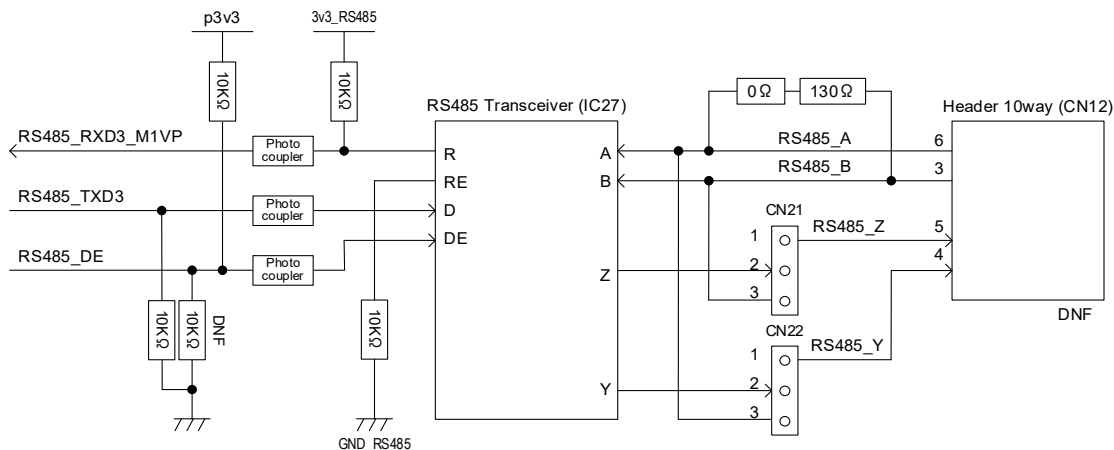 p3v3
3v3_RS485
10KΩ
10KΩ
0Ω
130Ω
RS485 Transceiver (IC27)
Header 10way (CN12)
RS485_RXD3_M1VP
Photo
coupler
R
A
RS485_A
6
RE
B
RS485_B
3
RS485_TXD3
Photo
coupler
D
CN21
RS485_DE
Photo
coupler
DE
1
RS485_Z
5
Z
2
4
3
10KΩ
10KΩ
DNF
10KΩ
DNF
CN22
1
RS485_Y
Y
2
3
GND_RS485